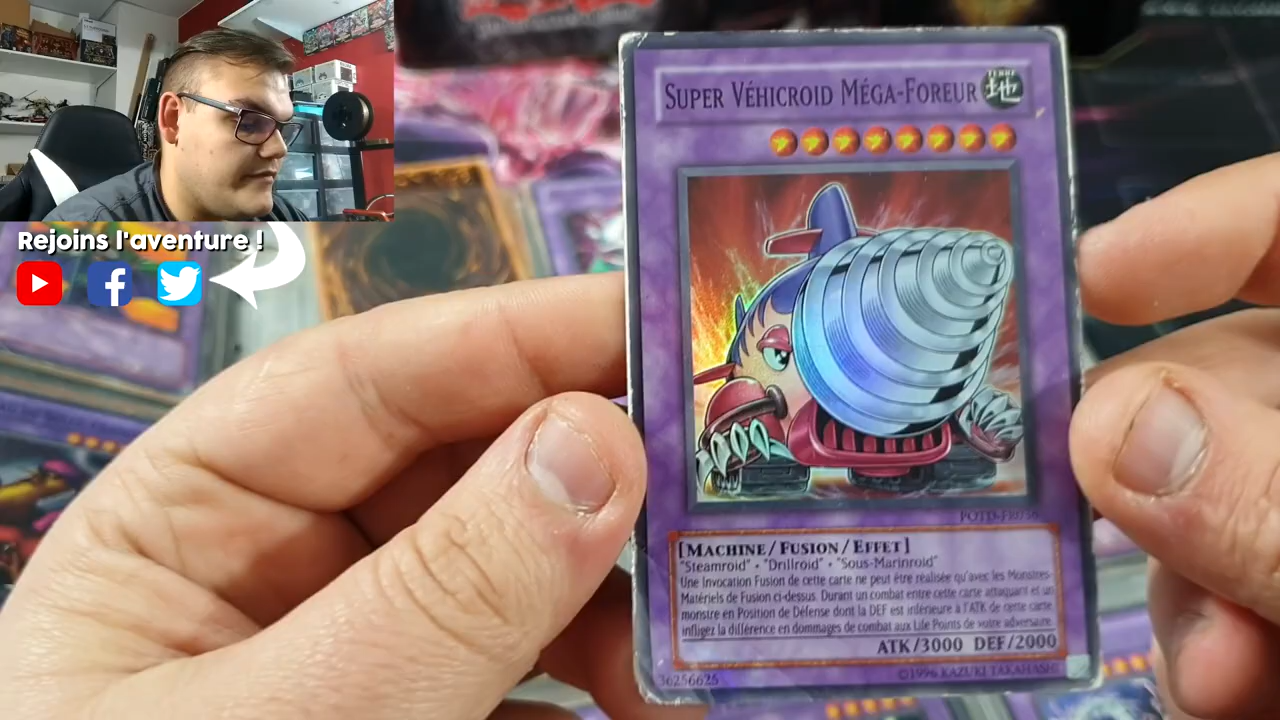 Rejoins l'aventure !
SUPER VÉHICROID MÉGA-FOREUR
TERRE
地
POTD-FR036
[MACHINE/FUSION/EFFET]
"Steamroid" • "Drillroid" • "Sous-Marinroid"
Une Invocation Fusion de cette carte ne peut être réalisée qu'avec les Monstres-
Matériels de Fusion ci-dessus. Durant un combat entre cette carte attaquant et un
monstre en Position de Défense dont la DEF est inférieure à l'ATK de cette carte,
infligez la différence en dommages de combat aux Life Points de votre adversaire.
ATK/3000 DEF/2000
36256625
©1996 KAZUKI TAKAHASHI